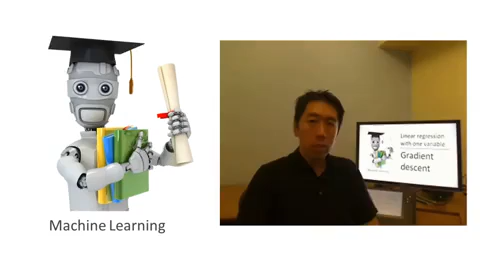 Machine Learning
Linear regression
with one variable
Gradient
descent